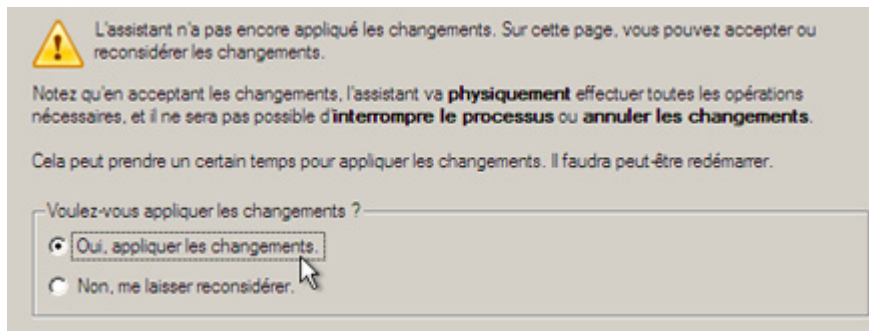 L'assistant n'a pas encore appliqué les changements. Sur cette page, vous pouvez accepter ou
reconsidérer les changements.
Notez qu'en acceptant les changements, l'assistant va physiquement effectuer toutes les opérations
nécessaires, et il ne sera pas possible d'interrompre le processus ou annuler les changements.
Cela peut prendre un certain temps pour appliquer les changements. Il faudra peut-être redémarrer.
Voulez-vous appliquer les changements ?
Oui, appliquer les changements.
Non, me laisser reconsidérer.